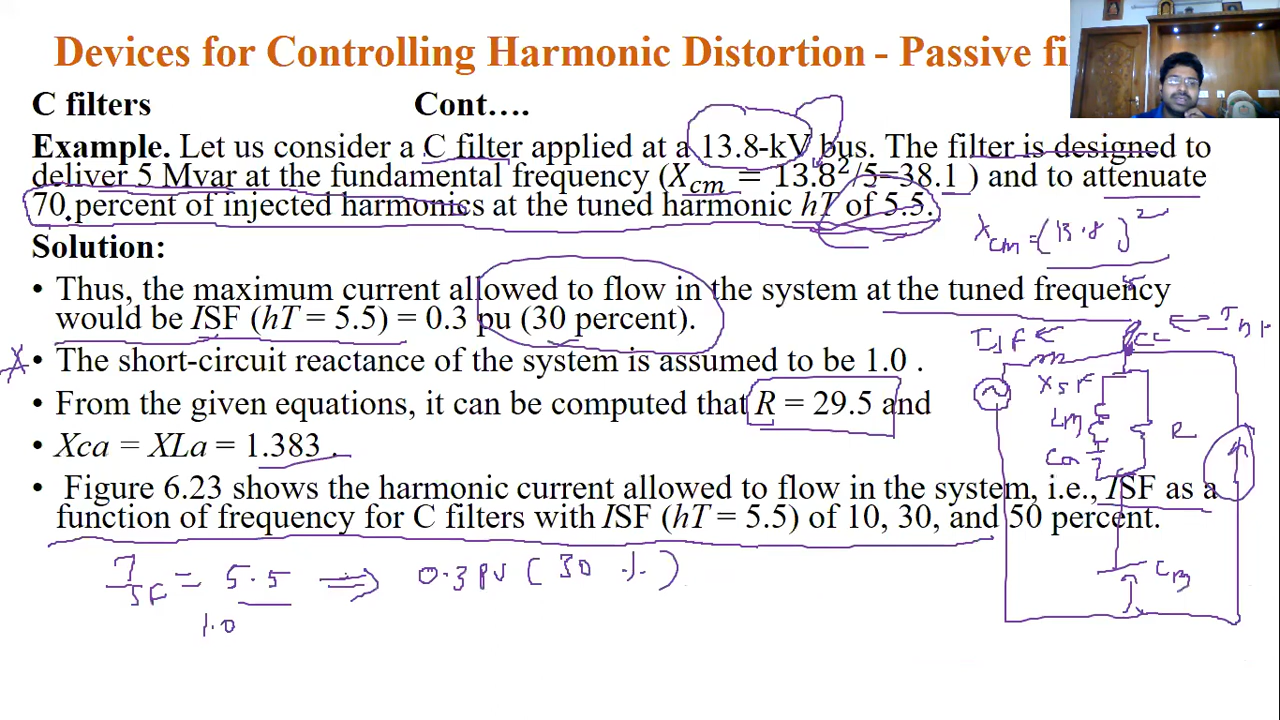 Devices for Controlling Harmonic Distortion - Passive fi
C filters Cont….
Example. Let us consider a C filter applied at a 13.8-kV bus. The filter is designed to
deliver 5 Mvar at the fundamental frequency (Xcm = 13.8²/5=38.1 ) and to attenuate
70 percent of injected harmonics at the tuned harmonic hT of 5.5.
Xcm = (13.8)²
Solution:
• Thus, the maximum current allowed to flow in the system at the tuned frequency
5
would be ISF (hT = 5.5) = 0.3 pu (30 percent).
• The short-circuit reactance of the system is assumed to be 1.0 .
• From the given equations, it can be computed that R = 29.5 and
• Xca = XLa = 1.383 .
• Figure 6.23 shows the harmonic current allowed to flow in the system, i.e., ISF as a
function of frequency for C filters with ISF (hT = 5.5) of 10, 30, and 50 percent.
XSF
Lm
R
Ca
Cm
ISF = 5.5 ⟹ 0.3 PU (30 %)
1.0